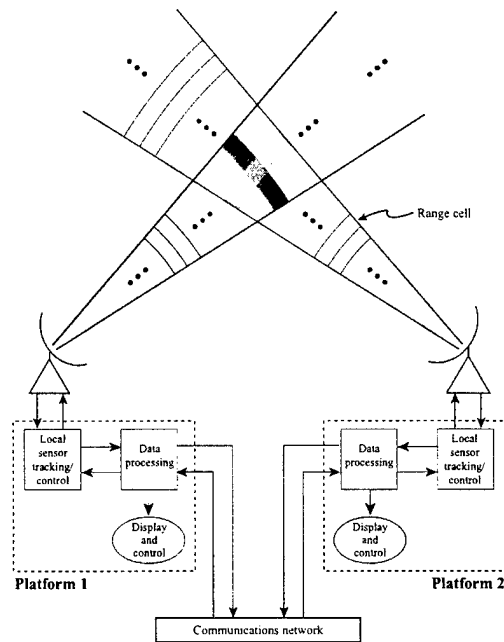 Range cell
Local
sensor
tracking/
control
Data
processing
Display
and
control
Platform 1
Data
processing
Local
sensor
tracking/
control
Display
and
control
Platform 2
Communications network